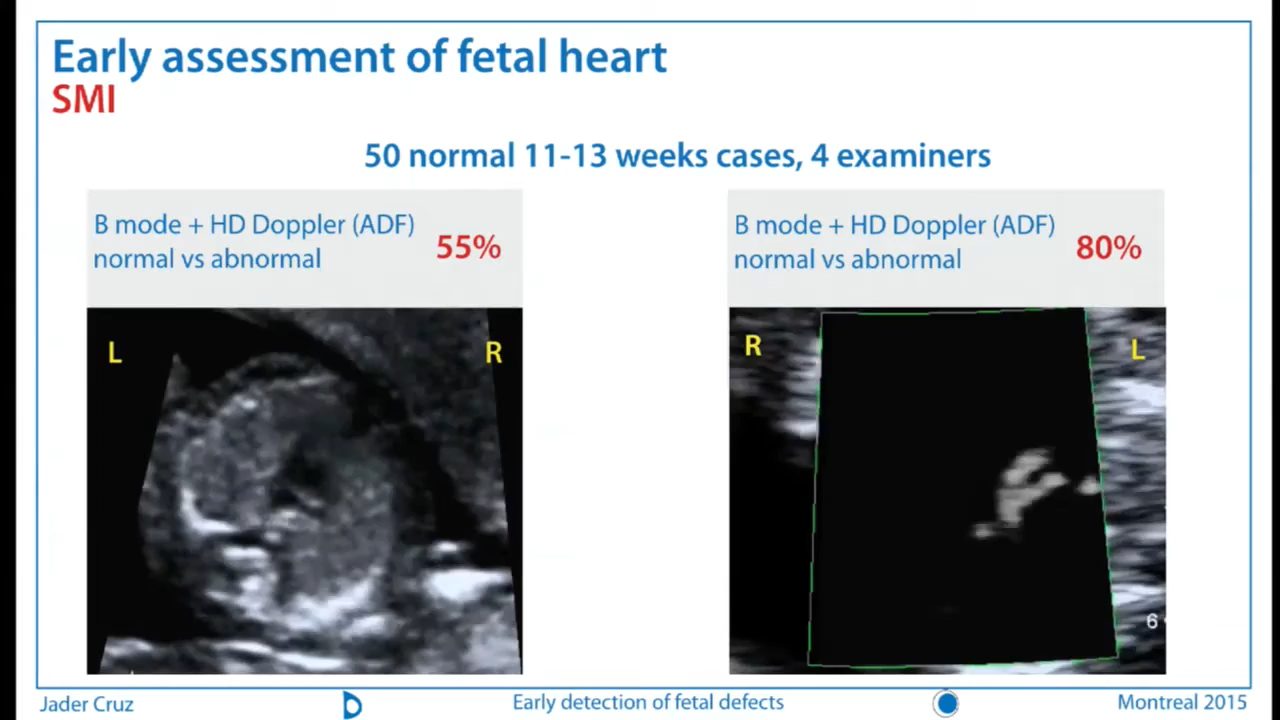 Early assessment of fetal heart
SMI
50 normal 11-13 weeks cases, 4 examiners
B mode + HD Doppler (ADF)
normal vs abnormal
55%
B mode + HD Doppler (ADF)
normal vs abnormal
80%
L
R
R
L
6
Jader Cruz
Early detection of fetal defects
Montreal 2015